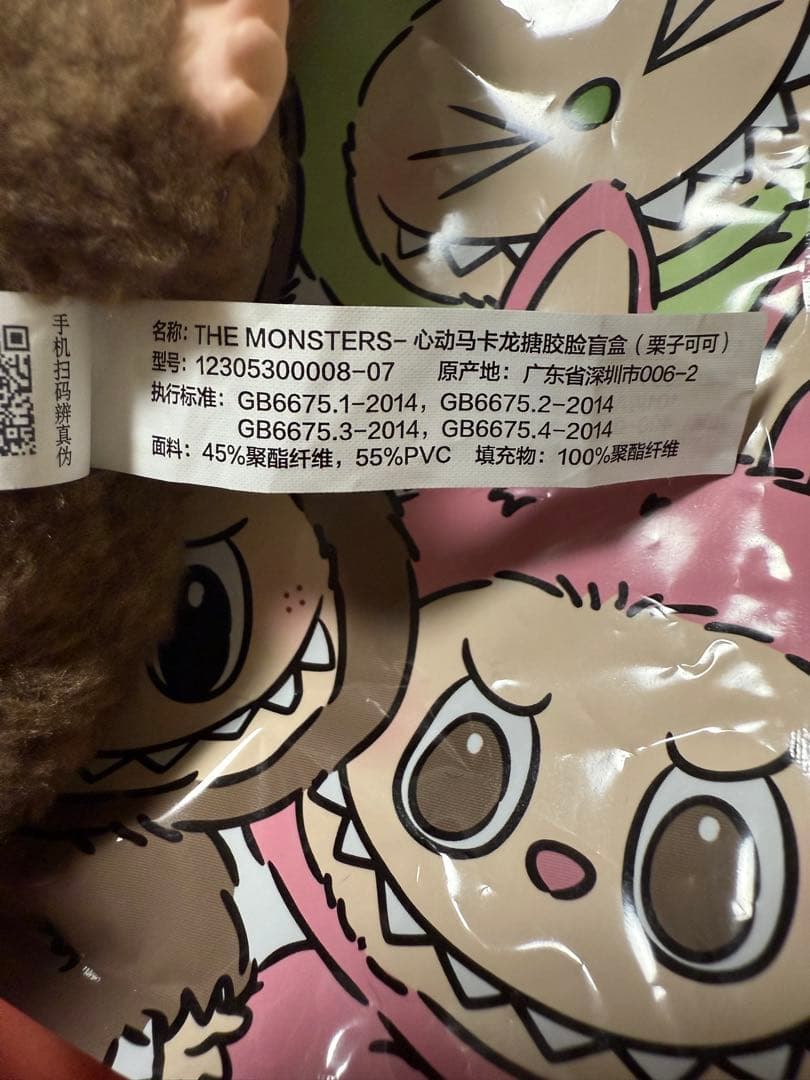 手机扫码辨真伪
名称: THE MONSTERS- 心动马卡龙搪胶脸盲盒（栗子可可）
型号: 12305300008-07 原产地: 广东省深圳市006-2
执行标准: GB6675.1-2014, GB6675.2-2014
GB6675.3-2014, GB6675.4-2014
面料: 45%聚酯纤维, 55%PVC 填充物: 100%聚酯纤维